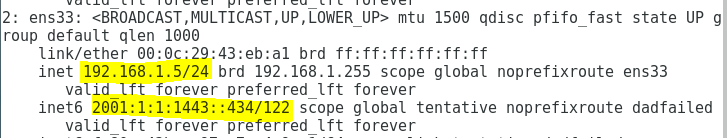 valid_lft forever preferred_lft forever
2: ens33: <BROADCAST,MULTICAST,UP,LOWER_UP> mtu 1500 qdisc pfifo_fast state UP g
roup default qlen 1000
link/ether 00:0c:29:43:eb:a1 brd ff:ff:ff:ff:ff:ff
inet 192.168.1.5/24 brd 192.168.1.255 scope global noprefixroute ens33
valid_lft forever preferred_lft forever
inet6 2001:1:1:1443::434/122 scope global tentative noprefixroute dadfailed
valid_lft forever preferred_lft forever